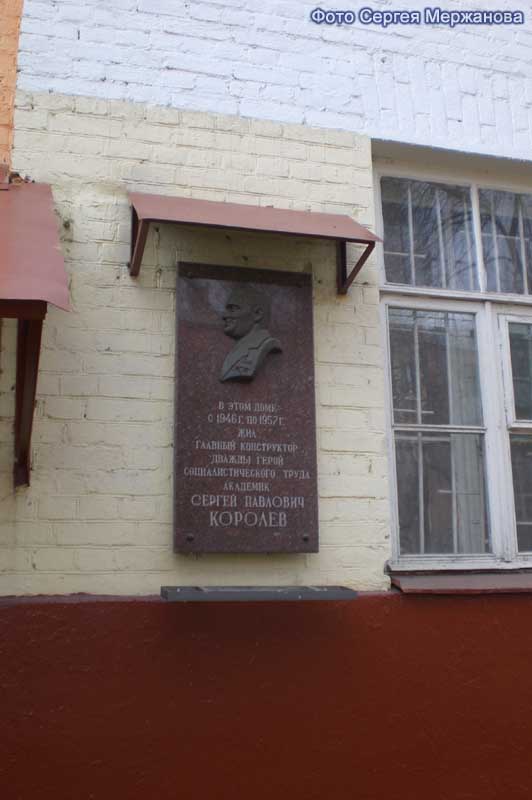 Фото Сергея Мержанова
В ЭТОМ ДОМЕ
С 1946 Г. ПО 1957 Г.
ЖИЛ
ГЛАВНЫЙ КОНСТРУКТОР
ДВАЖДЫ ГЕРОЙ
СОЦИАЛИСТИЧЕСКОГО ТРУДА
АКАДЕМИК
СЕРГЕЙ ПАВЛОВИЧ
КОРОЛЕВ